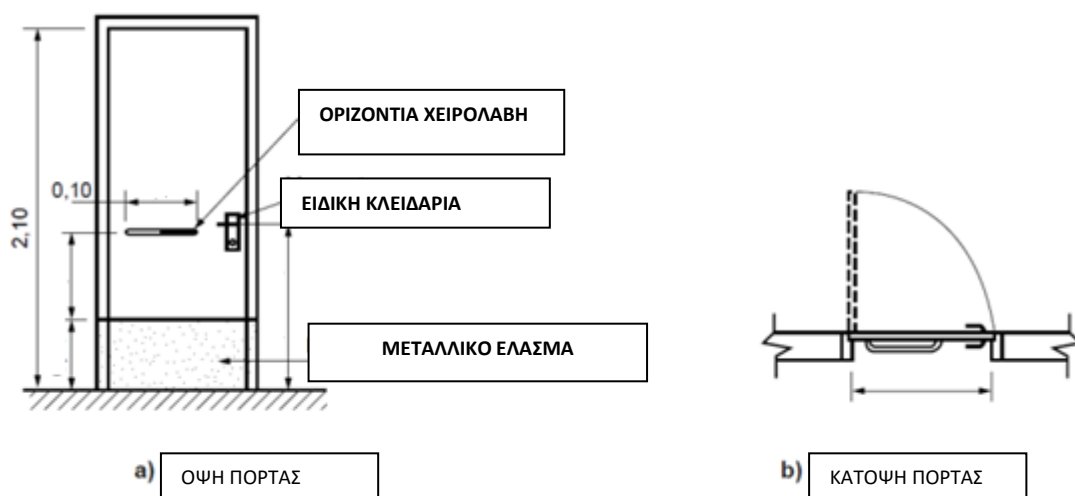 ΟΡΙΖΟΝΤΙΑ ΧΕΙΡΟΛΑΒΗ
0,10
ΕΙΔΙΚΗ ΚΛΕΙΔΑΡΙΑ
2,10
ΜΕΤΑΛΛΙΚΟ ΕΛΑΣΜΑ
a) ΟΨΗ ΠΟΡΤΑΣ
b) ΚΑΤΟΨΗ ΠΟΡΤΑΣ